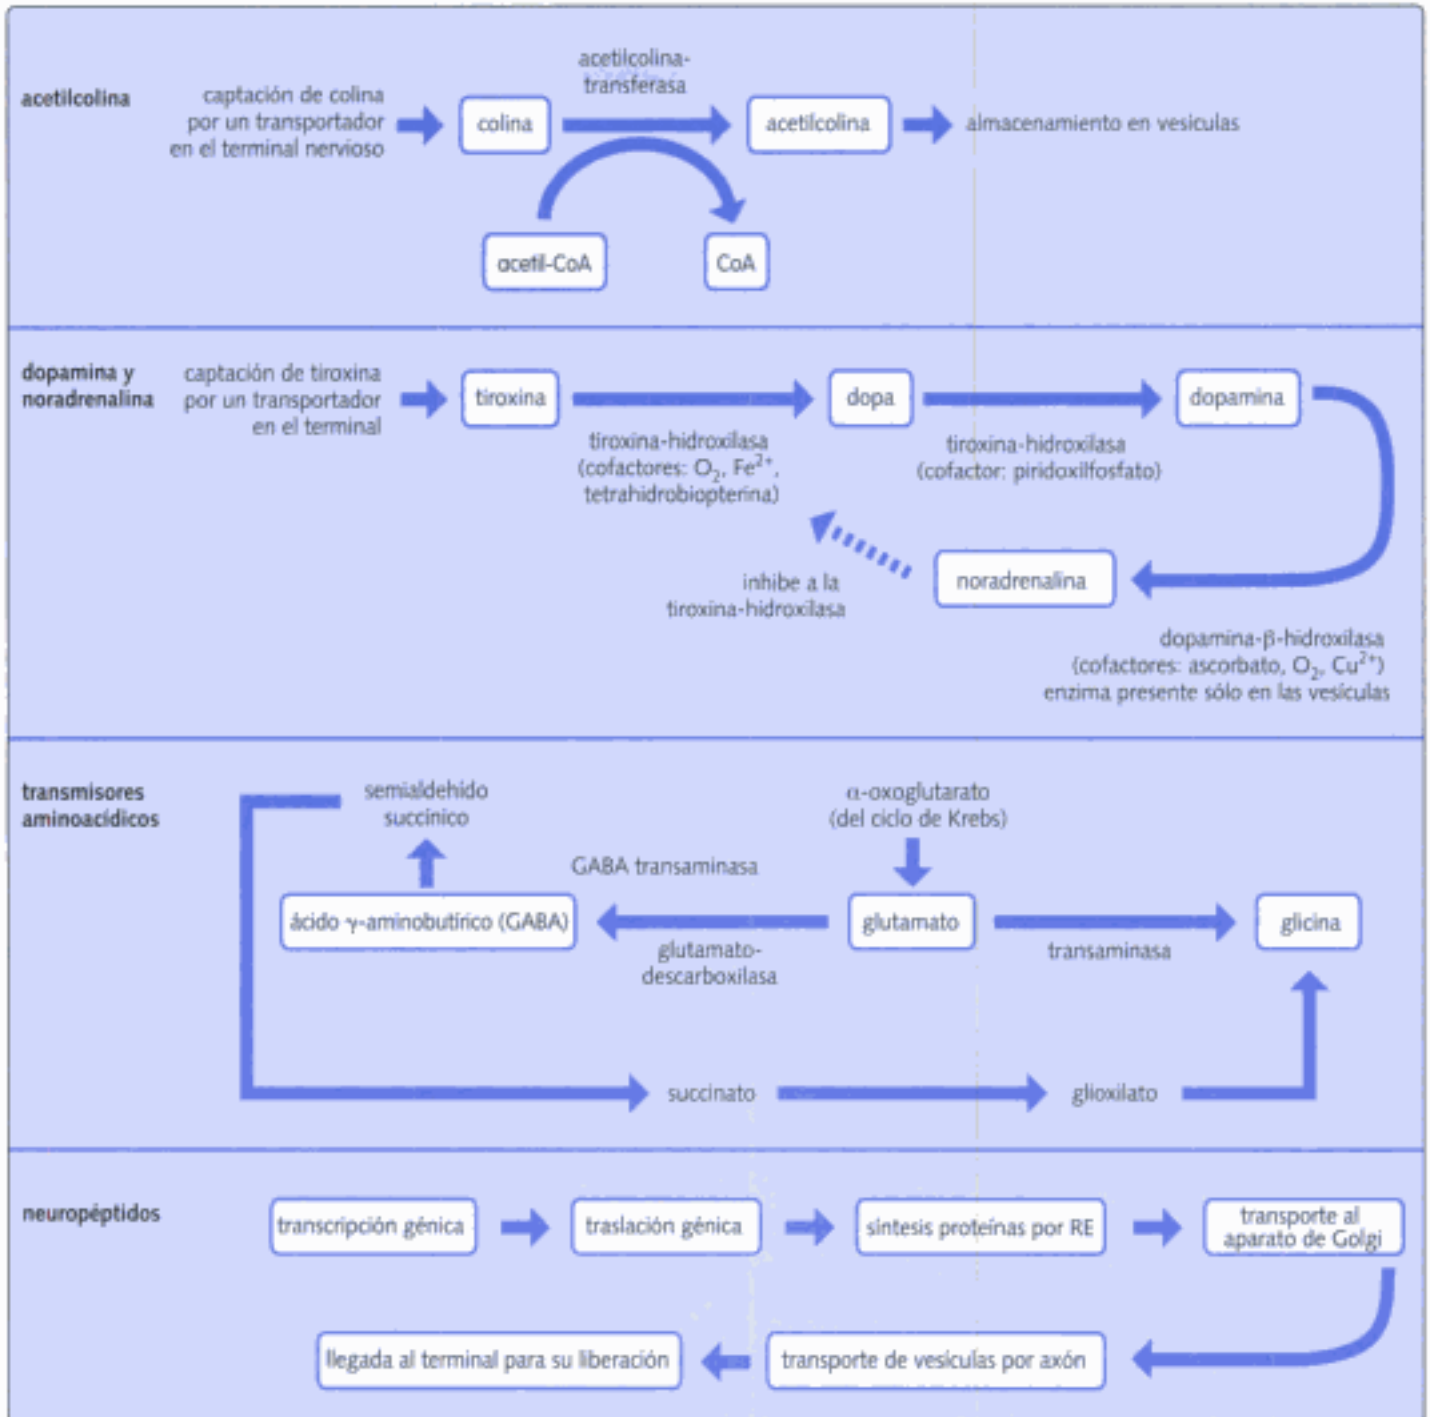 acetilcolina
captación de colina
por un transportador
en el terminal nervioso
colina
acetilcolina-
transferasa
acetilcolina
almacenamiento en vesículas
acetil-CoA
CoA
dopamina y
noradrenalina
captación de tiroxina
por un transportador
en el terminal
tiroxina
tiroxina-hidroxilasa
(cofactores: O₂, Fe²⁺,
tetrahidrobiopterina)
dopa
tiroxina-hidroxilasa
(cofactor: piridoxilfosfato)
dopamina
noradrenalina
inhibe a la
tiroxina-hidroxilasa
dopamina-β-hidroxilasa
(cofactores: ascorbato, O₂, Cu²⁺)
enzima presente sólo en las vesículas
transmisores
aminoacídicos
semialdehído
succínico
α-oxoglutarato
(del ciclo de Krebs)
GABA transaminasa
ácido γ-aminobutírico (GABA)
glutamato-
descarboxilasa
glutamato
transaminasa
glicina
succinato
glioxilato
neuropéptidos
transcripción génica
traslación génica
síntesis proteínas por RE
transporte al
aparato de Golgi
llegada al terminal para su liberación
transporte de vesículas por axón